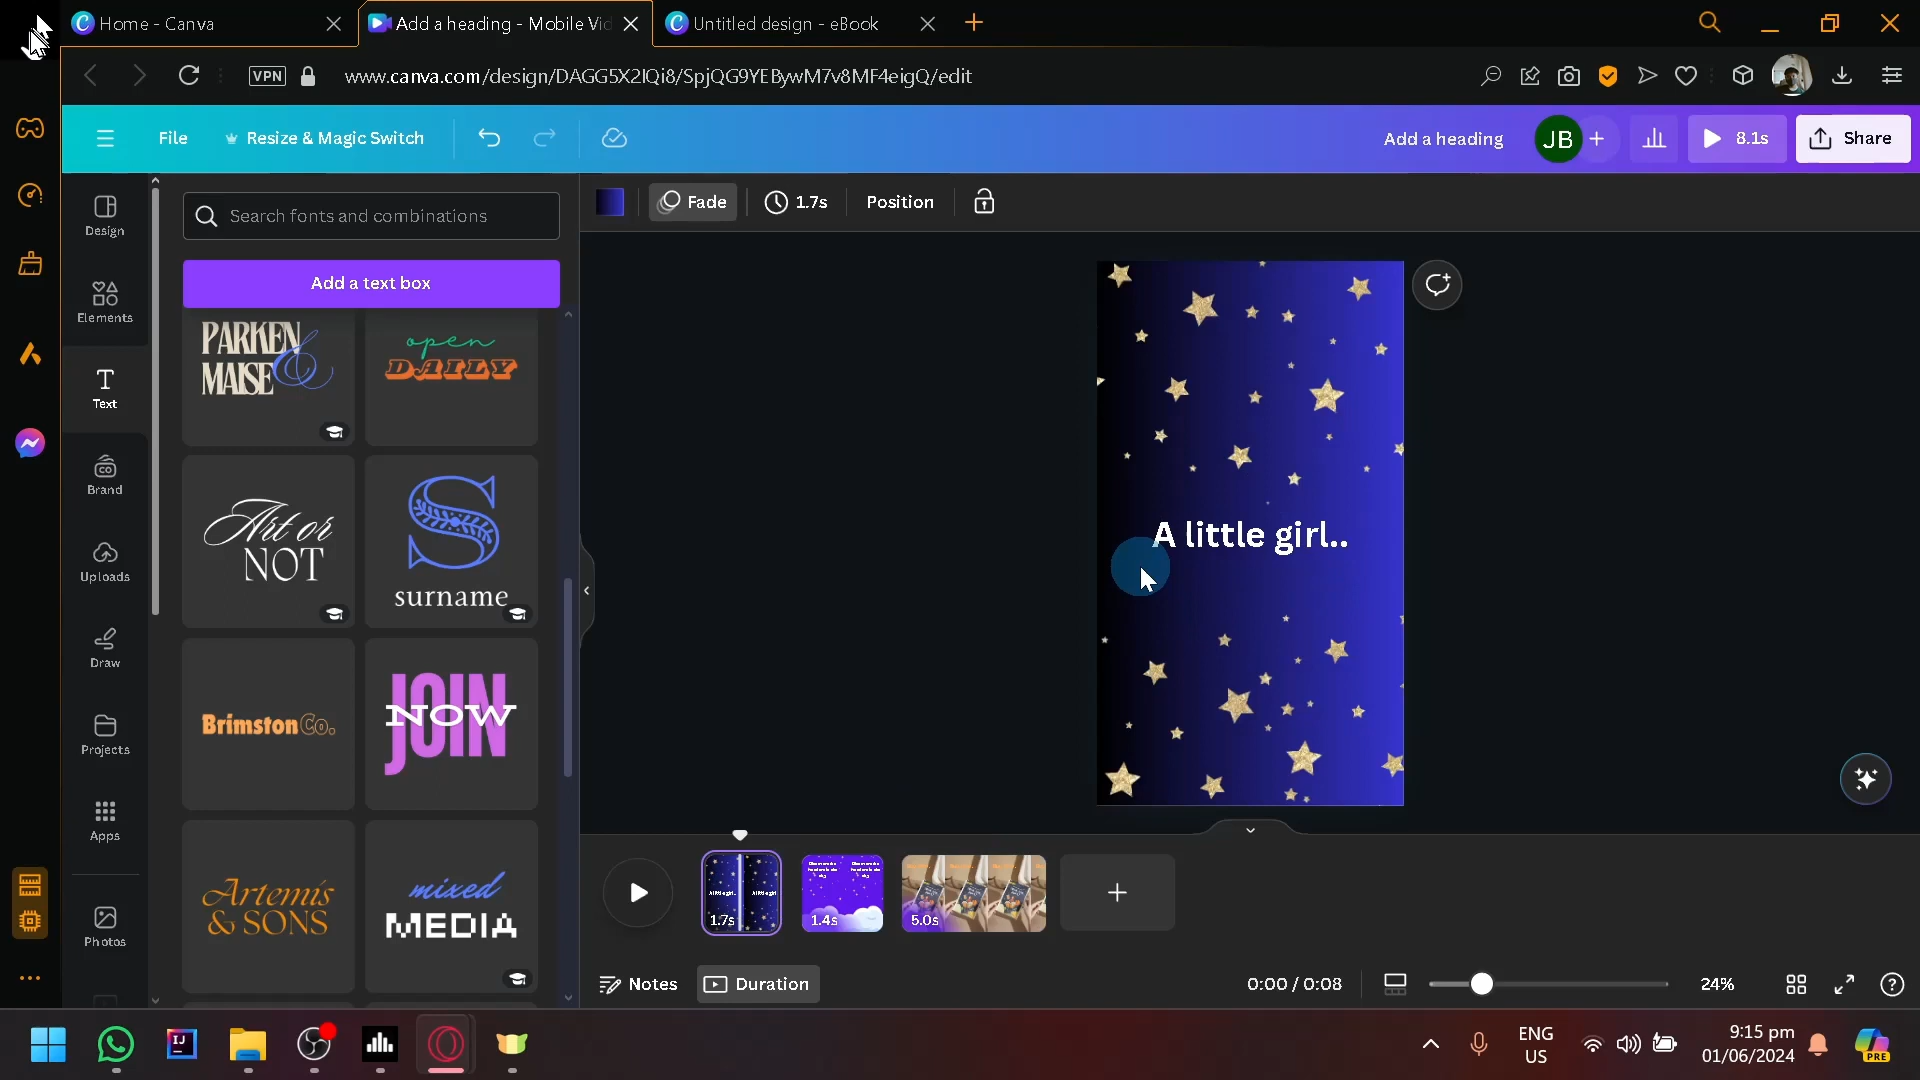 Home - Canva
Add a heading - Mobile Vid
Untitled design - eBook
VPN
www.canva.com/design/DAGG5X2IQi8/SpjQG9YEBywM7v8MF4eigQ/edit
File
Resize & Magic Switch
Add a heading
JB
8.1s
Share
Design
Elements
Text
Brand
Uploads
Draw
Projects
Apps
Photos
Search fonts and combinations
Add a text box
PARKEN
MAISE &
open
DAILY
Art or
NOT
S
surname
BrimstonCo.
JOIN
NOW
Artemis
& SONS
mixed
MEDIA
Fade
1.7s
Position
A little girl..
1.7s
1.4s
5.0s
Notes
Duration
0:00 / 0:08
24%
ENG
US
9:15 pm
01/06/2024
PRE